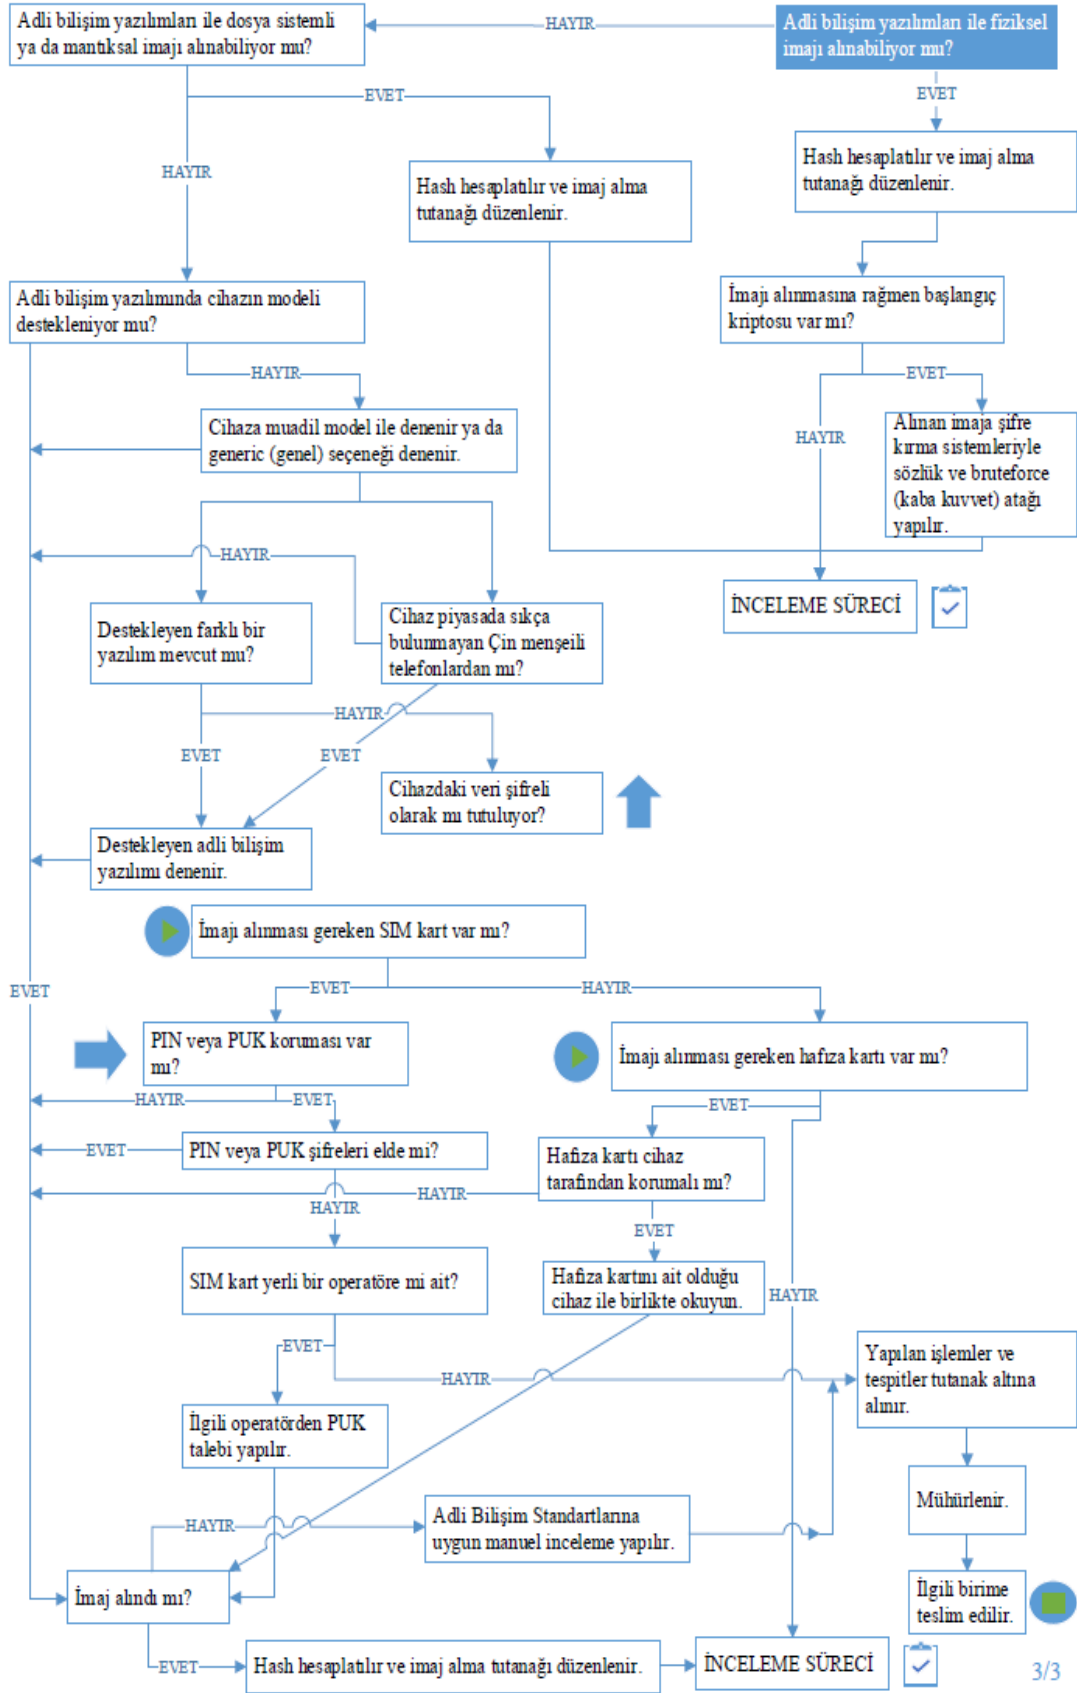 Adli bilişim yazılımları ile dosya sistemli
ya da mantıksal imajı alınabiliyor mu?
HAYIR
Adli bilişim yazılımları ile fiziksel
imajı alınabiliyor mu?
EVET
EVET
HAYIR
Hash hesaplatılır ve imaj alma
tutanağı düzenlenir.
Hash hesaplatılır ve imaj alma
tutanağı düzenlenir.
Adli bilişim yazılımında cihazın modeli
destekleniyor mu?
İmajı alınmasına rağmen başlangıç
kriptosu var mı?
HAYIR
EVET
HAYIR
Cihaza muadil model ile denenir ya da
generic (genel) seçeneği denenir.
Alınan imaja şifre
kırma sistemleriyle
sözlük ve bruteforce
(kaba kuvvet) atağı
yapılır.
HAYIR
İNCELEME SÜRECİ
Destekleyen farklı bir
yazılım mevcut mu?
Cihaz piyasada sıkça
bulunmayan Çin menşeili
telefonlardan mı?
HAYIR
EVET
EVET
Cihazdaki veri şifreli
olarak mı tutuluyor?
Destekleyen adli bilişim
yazılımı denenir.
İmajı alınması gereken SIM kart var mı?
EVET
EVET
HAYIR
PIN veya PUK koruması var
mı?
İmajı alınması gereken hafıza kartı var mı?
HAYIR
EVET
EVET
EVET
PIN veya PUK şifreleri elde mi?
Hafıza kartı cihaz
tarafından korumalı mı?
HAYIR
HAYIR
EVET
SIM kart yerli bir operatöre mi ait?
Hafıza kartını ait olduğu
cihaz ile birlikte okuyun.
HAYIR
EVET
HAYIR
Yapılan işlemler ve
tespitler tutanak altına
alınır.
İlgili operatörden PUK
talebi yapılır.
Mühürlenir.
HAYIR
Adli Bilişim Standartlarına
uygun manuel inceleme yapılır.
İmaj alındı mı?
İlgili birime
teslim edilir.
EVET
Hash hesaplatılır ve imaj alma tutanağı düzenlenir.
İNCELEME SÜRECİ
3/3